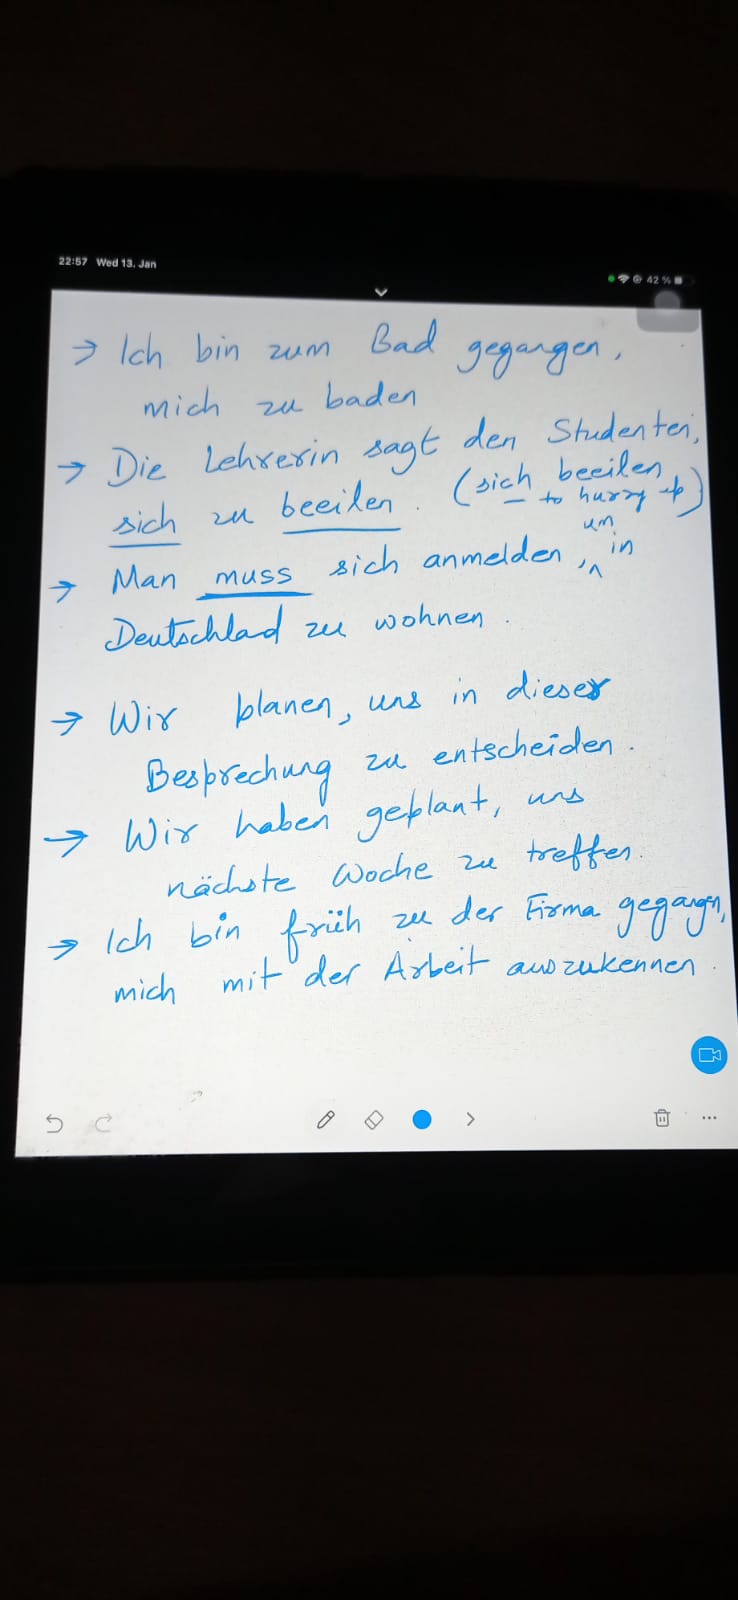 22:57 Wed 13. Jan
42 %
→ Ich bin zum Bad gegangen,
mich zu baden
→ Die Lehrerin sagt den Studenten,
sich zu beeilen. (sich beeilen
– to hurry up)
um
→ Man muss sich anmelden, in
Deutschlad zu wohnen.
→ Wir planen, uns in dieser
Besprechung zu entscheiden.
→ Wir haben geplant, uns
nächste Woche zu treffen.
→ Ich bin früh zu der Firma gegangen,
mich mit der Arbeit auszukennen.